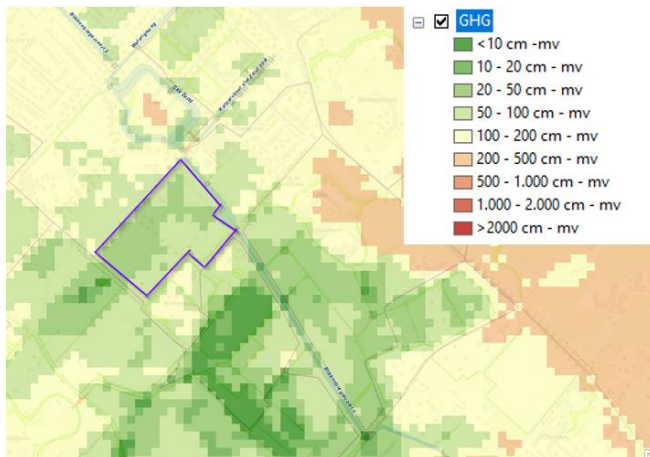 GHG
<10 cm -mv
10 - 20 cm - mv
20 - 50 cm - mv
50 - 100 cm - mv
100 - 200 cm - mv
200 - 500 cm - mv
500 - 1.000 cm - mv
1.000 - 2.000 cm - mv
>2000 cm - mv